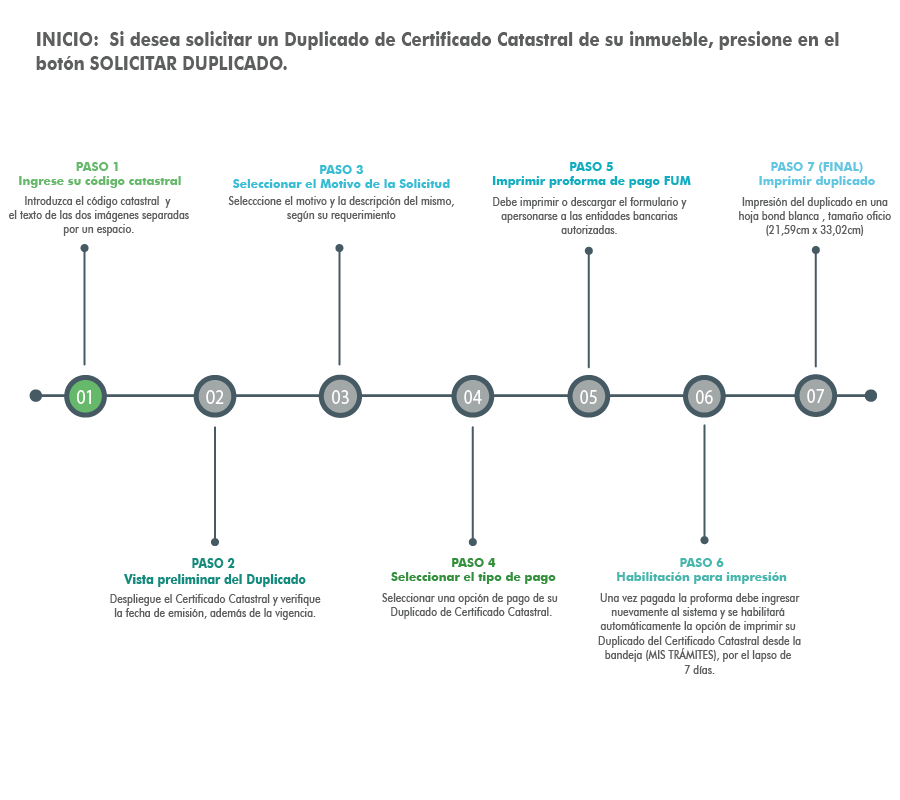 INICIO: Si desea solicitar un Duplicado de Certificado Catastral de su inmueble, presione en el
botón SOLICITAR DUPLICADO.
PASO 1
Ingrese su código catastral
Introduzca el código catastral y
el texto de las dos imágenes separadas
por un espacio.
PASO 3
Seleccionar el Motivo de la Solicitud
Selecccione el motivo y la descripción del mismo,
según su requerimiento
PASO 5
Imprimir proforma de pago FUM
Debe imprimir o descargar el formulario y
apersonarse a las entidades bancarias
autorizadas.
PASO 7 (FINAL)
Imprimir duplicado
Impresión del duplicado en una
hoja bond blanca , tamaño oficio
(21,59cm x 33,02cm)
01
02
03
04
05
06
07
PASO 2
Vista preliminar del Duplicado
Despliegue el Certificado Catastral y verifique
la fecha de emisión, además de la vigencia.
PASO 4
Seleccionar el tipo de pago
Seleccionar una opción de pago de su
Duplicado de Certificado Catastral.
PASO 6
Habilitación para impresión
Una vez pagada la proforma debe ingresar
nuevamente al sistema y se habilitará
automáticamente la opción de imprimir su
Duplicado del Certificado Catastral desde la
bandeja (MIS TRÁMITES), por el lapso de
7 días.